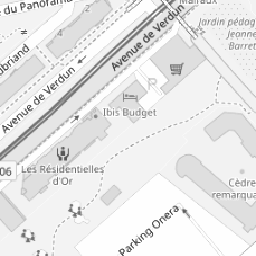 e du Panorama
Malraux
Jardin pédag
Jeanne
Barret
Avenue de Verdun
briand
Avenue de Verdun
P
Ibis Budget
Les Résidentielles
d'Or
06
Cèdre
remarqua
Parking Onera